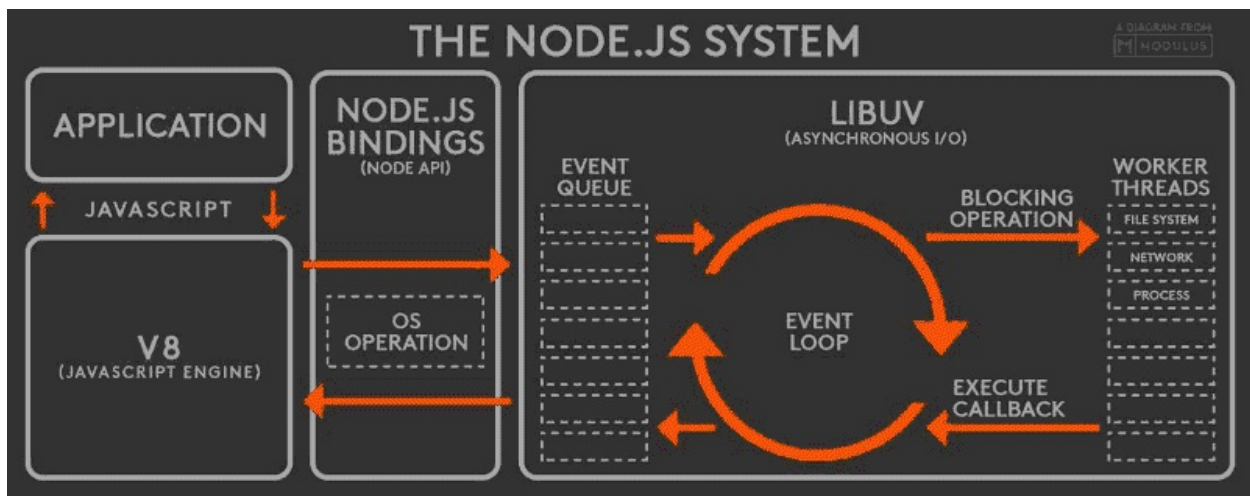 THE NODE.JS SYSTEM
A DIAGRAM FROM
M MODULUS
APPLICATION
JAVASCRIPT
V8
(JAVASCRIPT ENGINE)
NODE.JS
BINDINGS
(NODE API)
OS
OPERATION
LIBUV
(ASYNCHRONOUS I/O)
EVENT
QUEUE
EVENT
LOOP
BLOCKING
OPERATION
EXECUTE
CALLBACK
WORKER
THREADS
FILE SYSTEM
NETWORK
PROCESS